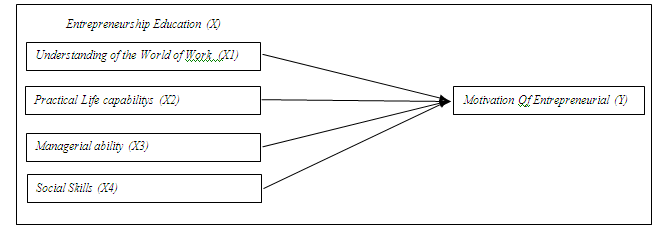 Entrepreneurship Education (X)
Understanding of the World of Work (X1)
Practical Life capabilitys (X2)
Motivation Of Entrepreneurial (Y)
Managerial ability (X3)
Social Skills (X4)